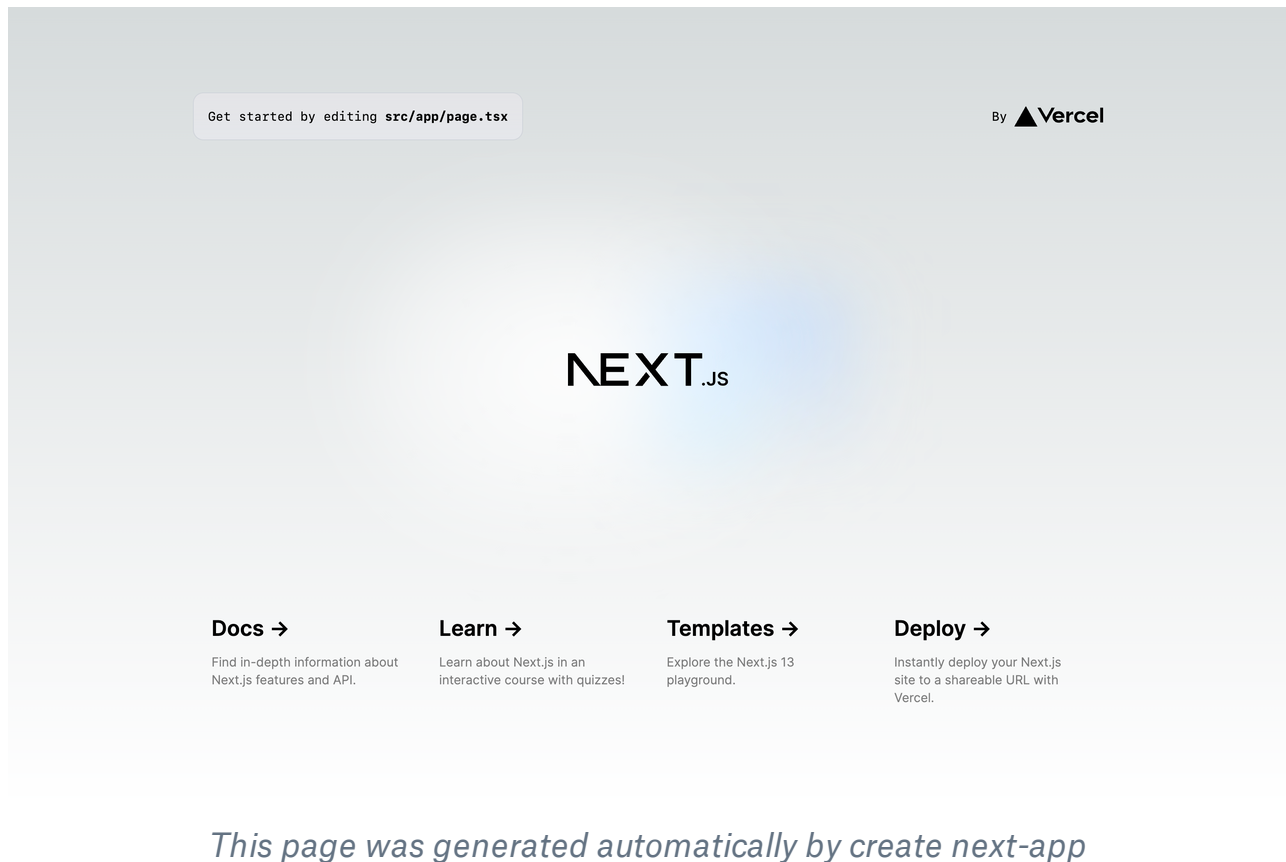 Get started by editing src/app/page.tsx
By Vercel
NEXT.JS
Docs →
Find in-depth information about
Next.js features and API.
Learn →
Learn about Next.js in an
interactive course with quizzes!
Templates →
Explore the Next.js 13
playground.
Deploy →
Instantly deploy your Next.js
site to a shareable URL with
Vercel.
This page was generated automatically by create next-app